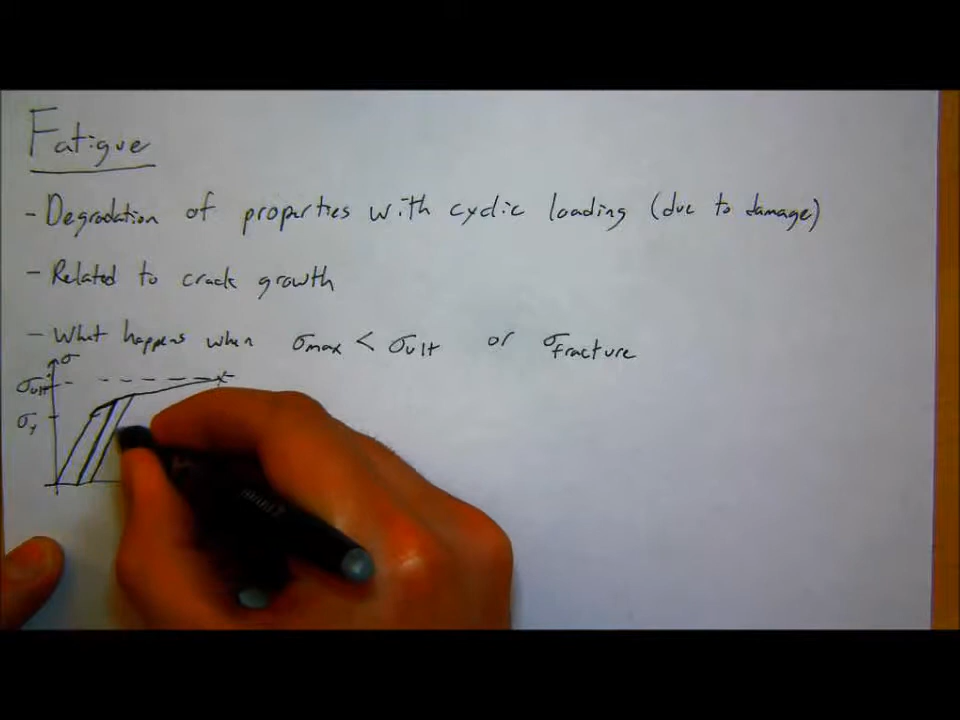 Fatigue
- Degradation of properties with cyclic loading (due to damage)
- Related to crack growth
- What happens when σmax < σult or σfracture
σ
σult
σy